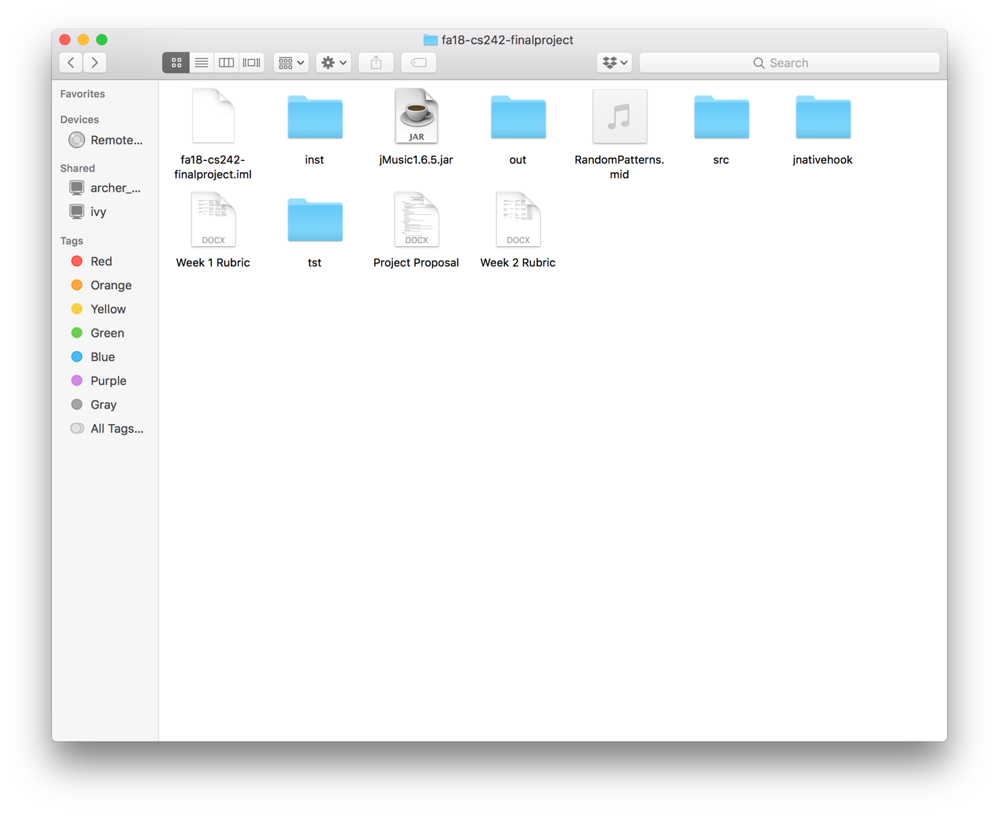 fa18-cs242-finalproject
Search
Favorites
Devices
Remote...
Shared
archer_...
ivy
Tags
Red
Orange
Yellow
Green
Blue
Purple
Gray
All Tags...
JAR
fa18-cs242-
finalproject.iml
inst
jMusic1.6.5.jar
out
RandomPatterns.
mid
src
jnativehook
DOCX
DOCX
DOCX
Week 1 Rubric
tst
Project Proposal
Week 2 Rubric